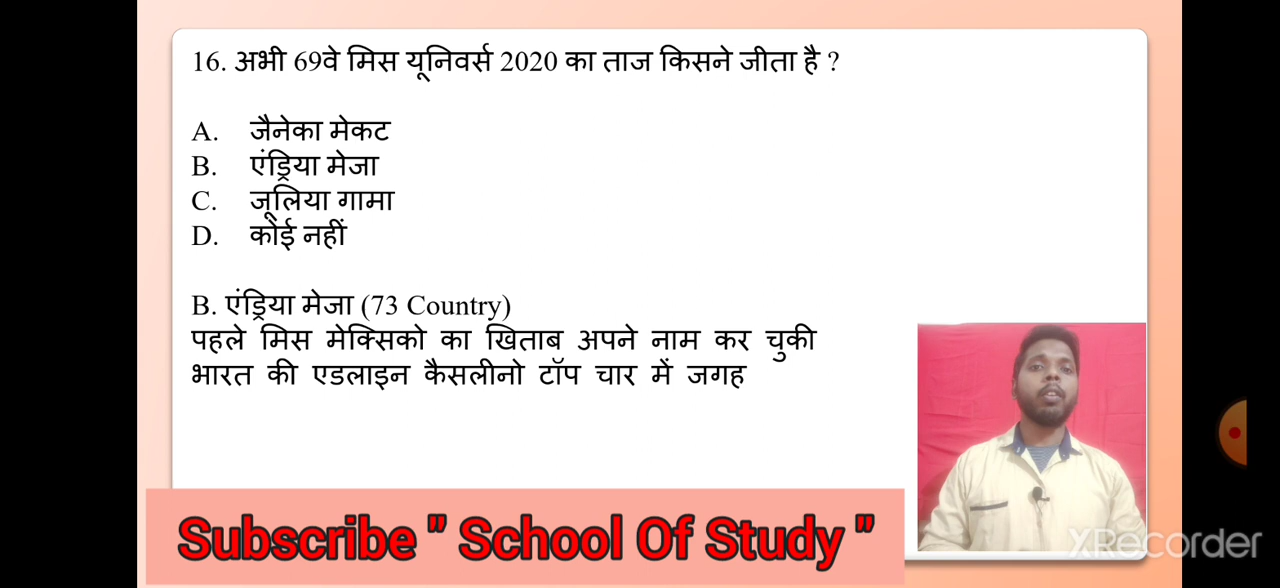 16. अभी 69वे मिस यूनिवर्स 2020 का ताज किसने जीता है ?
A. जैनेका मेकट
B. एंड्रिया मेजा
C. जूलिया गामा
D. कोई नहीं
B. एंड्रिया मेजा (73 Country)
पहले मिस मेक्सिको का खिताब अपने नाम कर चुकी
भारत की एडलाइन कैसलीनो टॉप चार में जगह
Subscribe " School Of Study "
XRecorder